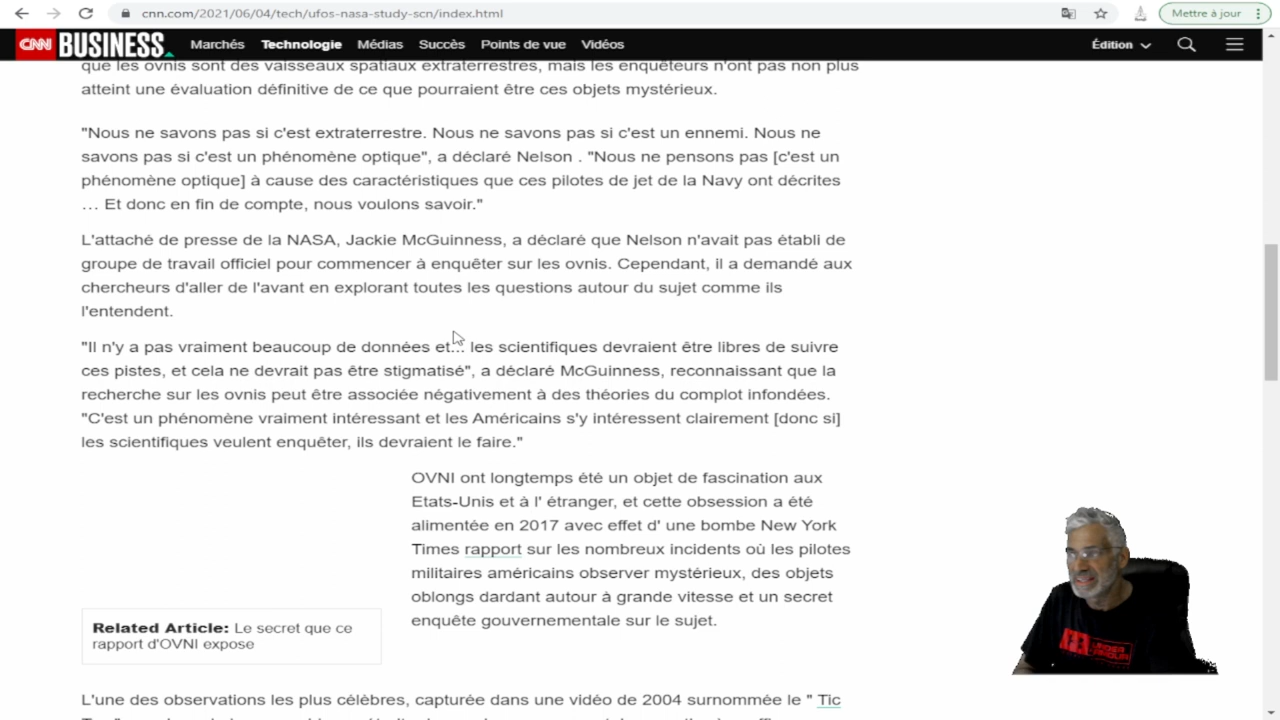 cnn.com/2021/06/04/tech/ufos-nasa-study-scn/index.html
Mettre à jour
CNN BUSINESS
Marchés Technologie Médias Succès Points de vue Vidéos
Édition
que les ovnis sont des vaisseaux spatiaux extraterrestres, mais les enquêteurs n'ont pas non plus
atteint une évaluation définitive de ce que pourraient être ces objets mystérieux.
"Nous ne savons pas si c'est extraterrestre. Nous ne savons pas si c'est un ennemi. Nous ne
savons pas si c'est un phénomène optique", a déclaré Nelson . "Nous ne pensons pas [c'est un
phénomène optique] à cause des caractéristiques que ces pilotes de jet de la Navy ont décrites
… Et donc en fin de compte, nous voulons savoir."
L'attaché de presse de la NASA, Jackie McGuinness, a déclaré que Nelson n'avait pas établi de
groupe de travail officiel pour commencer à enquêter sur les ovnis. Cependant, il a demandé aux
chercheurs d'aller de l'avant en explorant toutes les questions autour du sujet comme ils
l'entendent.
"Il n'y a pas vraiment beaucoup de données et... les scientifiques devraient être libres de suivre
ces pistes, et cela ne devrait pas être stigmatisé", a déclaré McGuinness, reconnaissant que la
recherche sur les ovnis peut être associée négativement à des théories du complot infondées.
"C'est un phénomène vraiment intéressant et les Américains s'y intéressent clairement [donc si]
les scientifiques veulent enquêter, ils devraient le faire."
OVNI ont longtemps été un objet de fascination aux
Etats-Unis et à l' étranger, et cette obsession a été
alimentée en 2017 avec effet d' une bombe New York
Times rapport sur les nombreux incidents où les pilotes
militaires américains observer mystérieux, des objets
oblongs dardant autour à grande vitesse et un secret
enquête gouvernementale sur le sujet.
Related Article: Le secret que ce
rapport d'OVNI expose
L'une des observations les plus célèbres, capturée dans une vidéo de 2004 surnommée le " Tic